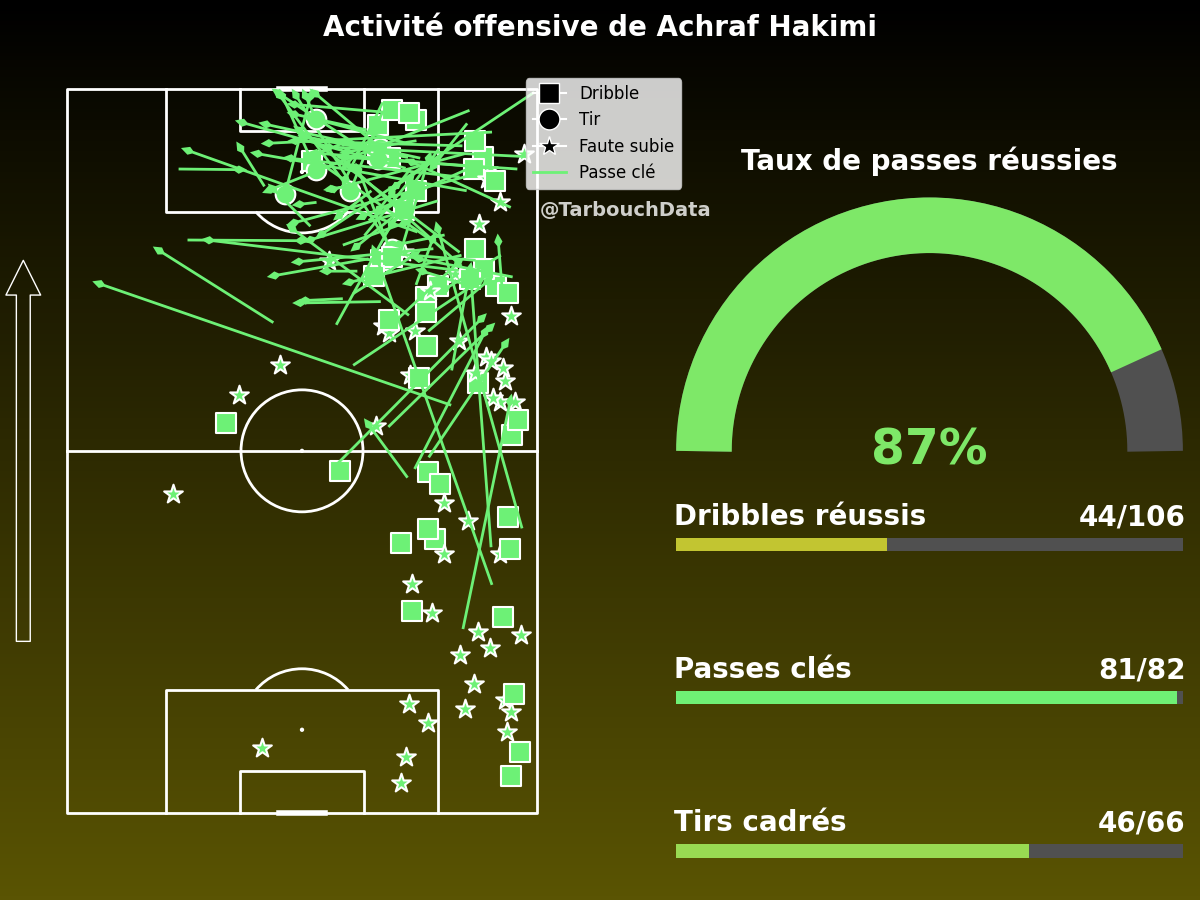 Activité offensive de Achraf Hakimi
Dribble
Tir
Faute subie
Passe clé
@TarbouchData
Taux de passes réussies
87%
Dribbles réussis 44/106
Passes clés 81/82
Tirs cadrés 46/66